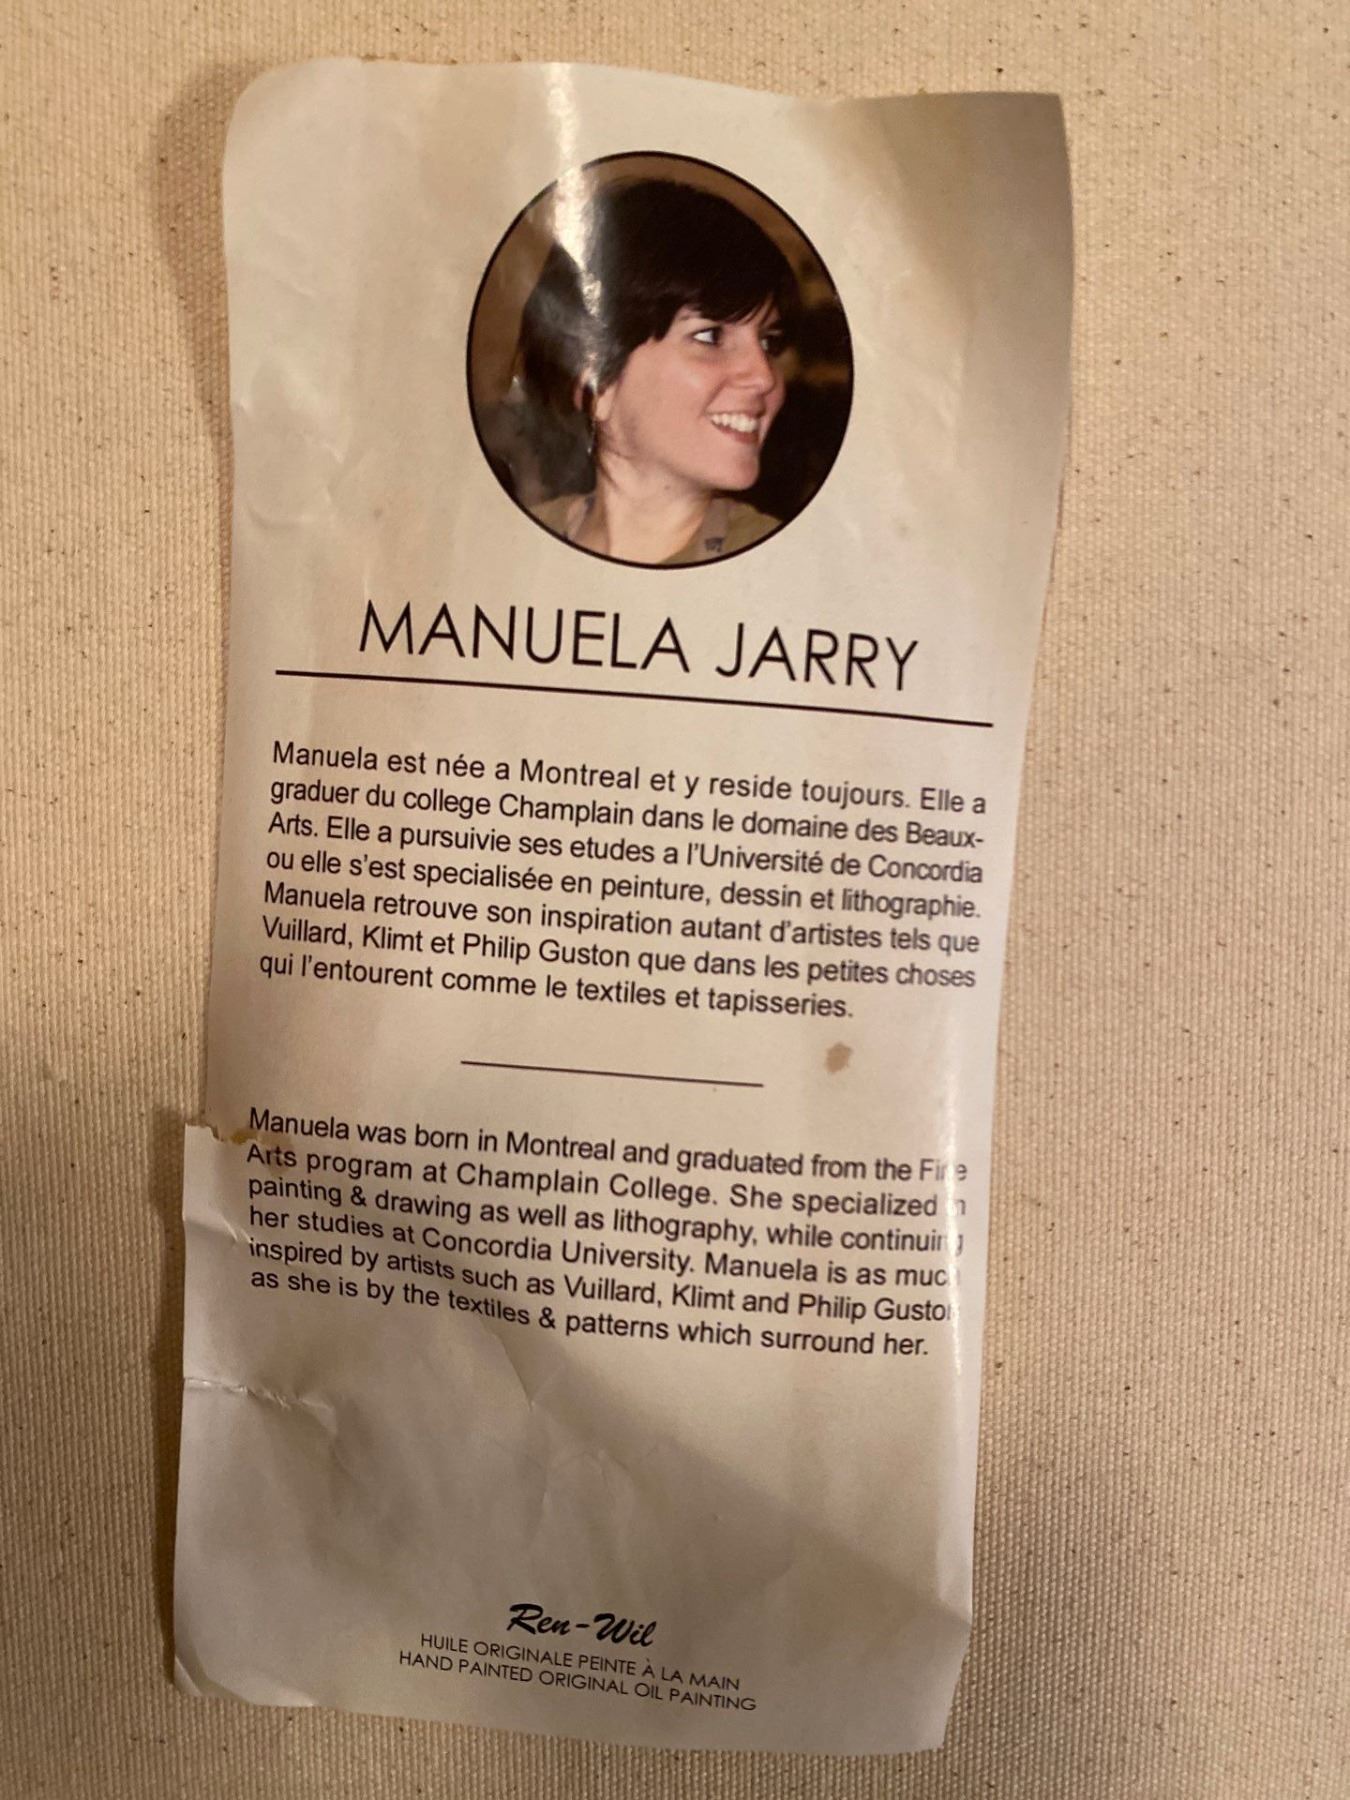 MANUELA JARRY
Manuela est née a Montreal et y reside toujours. Elle a
graduer du college Champlain dans le domaine des Beaux-
Arts. Elle a pursuivie ses etudes a l'Université de Concordia
ou elle s'est specialisée en peinture, dessin et lithographie.
Manuela retrouve son inspiration autant d'artistes tels que
Vuillard, Klimt et Philip Guston que dans les petites choses
qui l'entourent comme le textiles et tapisseries.
Manuela was born in Montreal and graduated from the Fine
Arts program at Champlain College. She specialized in
painting & drawing as well as lithography, while continuing
her studies at Concordia University. Manuela is as much
inspired by artists such as Vuillard, Klimt and Philip Guston
as she is by the textiles & patterns which surround her.
Ren-Wil
HUILE ORIGINALE PEINTE À LA MAIN
HAND PAINTED ORIGINAL OIL PAINTING